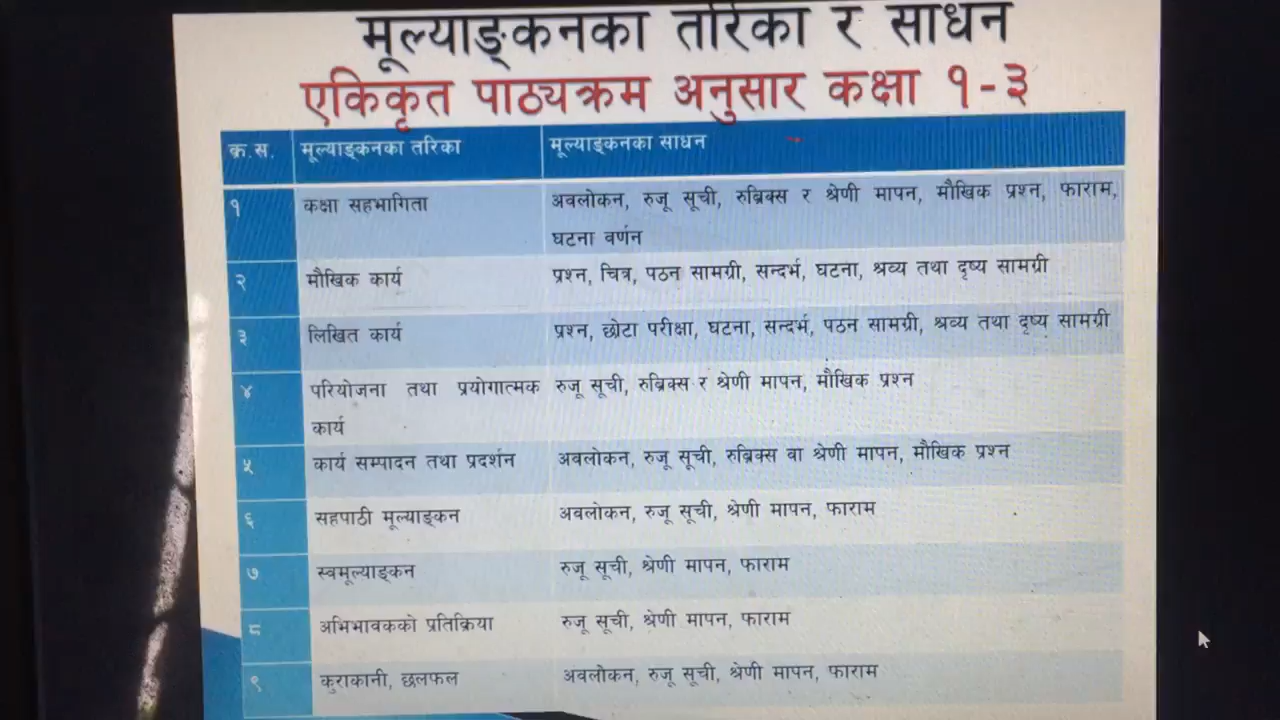 मूल्याङ्कनका तरिका र साधन
एकिकृत पाठ्यक्रम अनुसार कक्षा १-३
क्र.स. मूल्याङ्कनका तरिका मूल्याङ्कनका साधन
१ कक्षा सहभागिता अवलोकन, रुजू सूची, रुब्रिक्स र श्रेणी मापन, मौखिक प्रश्न, फाराम,
घटना वर्णन
२ मौखिक कार्य प्रश्न, चित्र, पठन सामग्री, सन्दर्भ, घटना, श्रव्य तथा दृष्य सामग्री
३ लिखित कार्य प्रश्न, छोटा परीक्षा, घटना, सन्दर्भ, पठन सामग्री, श्रव्य तथा दृष्य सामग्री
४ परियोजना तथा प्रयोगात्मक रुजू सूची, रुब्रिक्स र श्रेणी मापन, मौखिक प्रश्न
कार्य
५ कार्य सम्पादन तथा प्रदर्शन अवलोकन, रुजू सूची, रुब्रिक्स वा श्रेणी मापन, मौखिक प्रश्न
६ सहपाठी मूल्याङ्कन अवलोकन, रुजू सूची, श्रेणी मापन, फाराम
७ स्वमूल्याङ्कन रुजू सूची, श्रेणी मापन, फाराम
८ अभिभावकको प्रतिक्रिया रुजू सूची, श्रेणी मापन, फाराम
९ कुराकानी, छलफल अवलोकन, रुजू सूची, श्रेणी मापन, फाराम